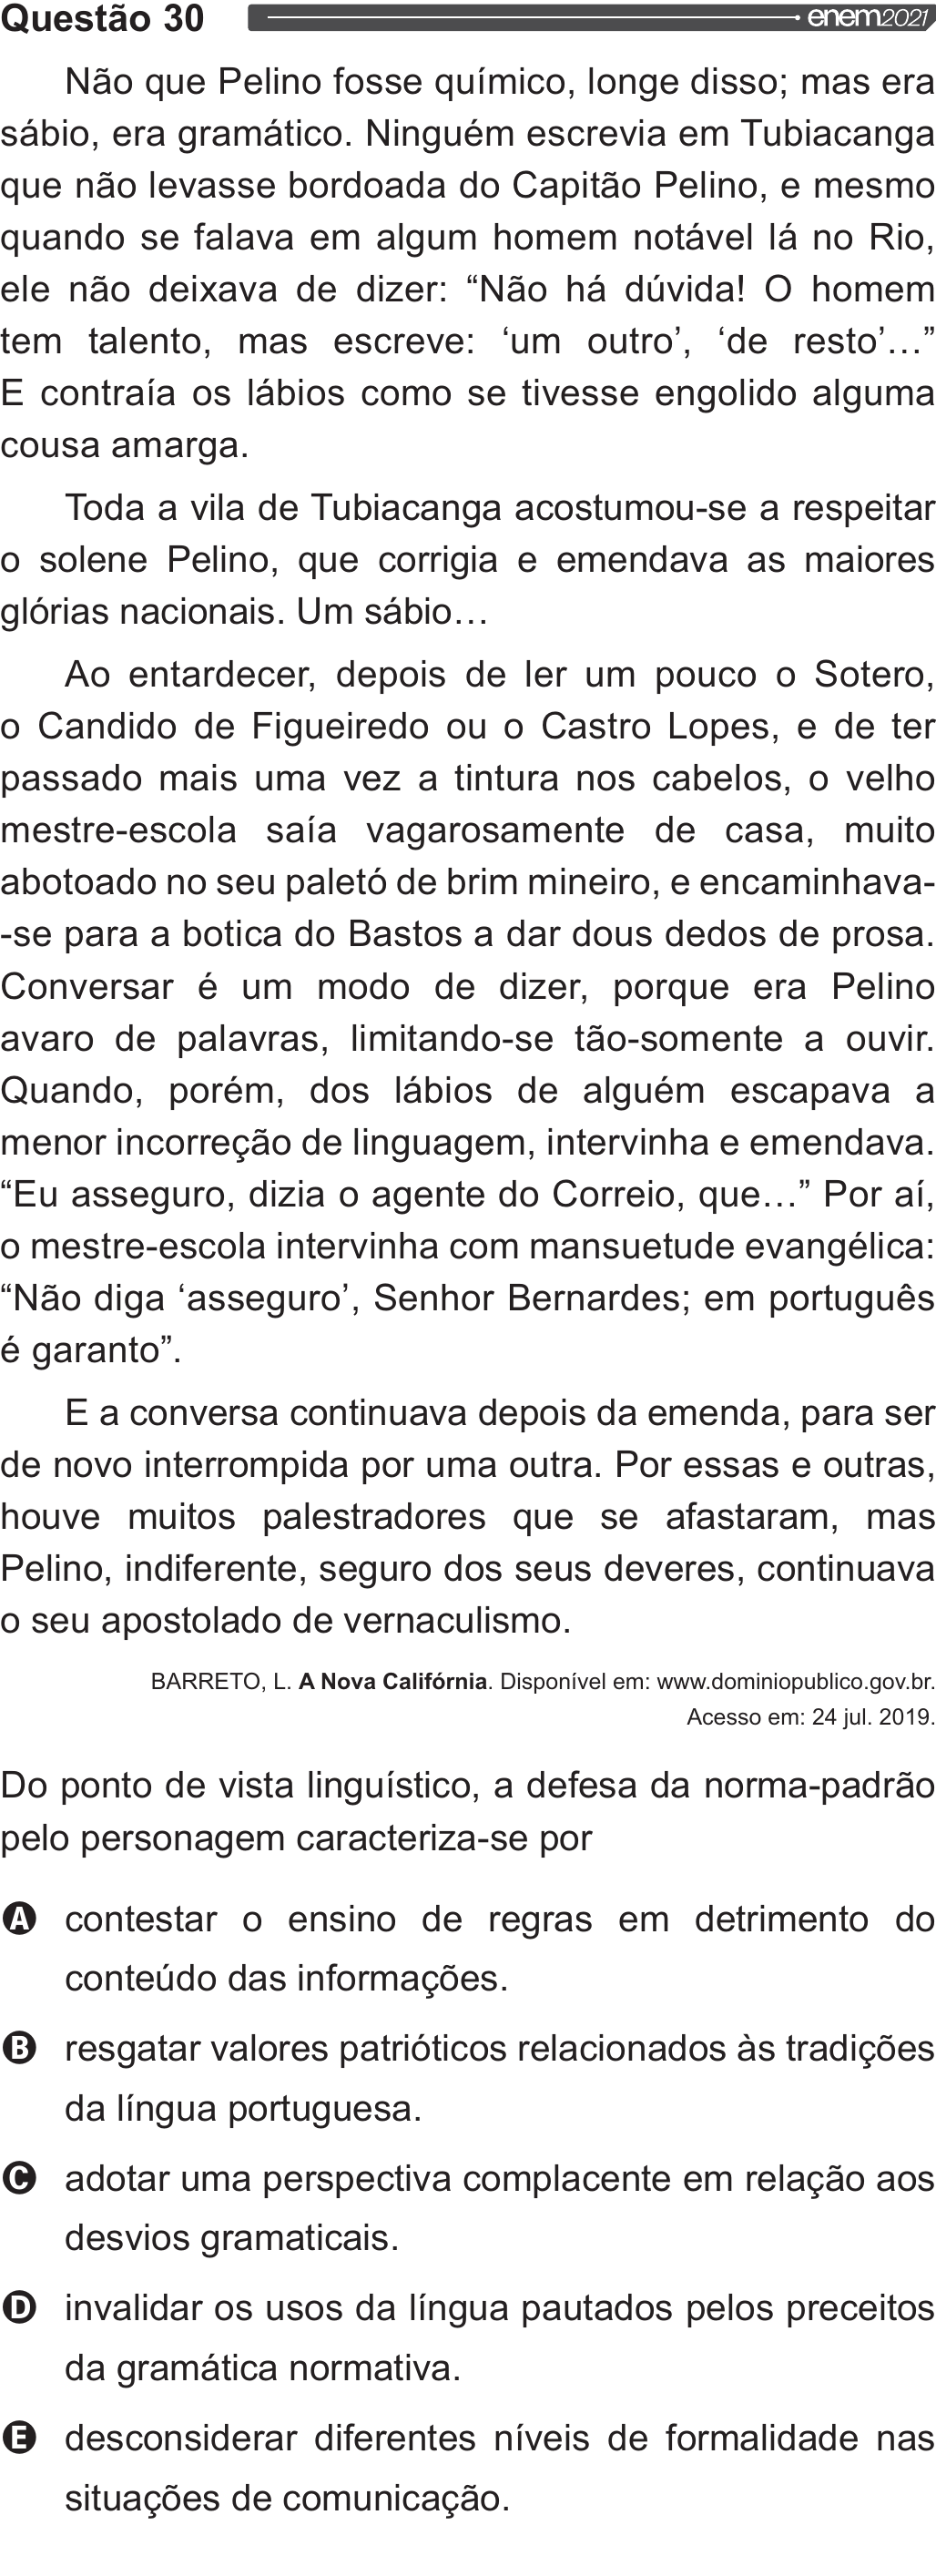 Questão 30 enem2021
Não que Pelino fosse químico, longe disso; mas era
sábio, era gramático. Ninguém escrevia em Tubiacanga
que não levasse bordoada do Capitão Pelino, e mesmo
quando se falava em algum homem notável lá no Rio,
ele não deixava de dizer: “Não há dúvida! O homem
tem talento, mas escreve: ‘um outro’, ‘de resto’…”
E contraía os lábios como se tivesse engolido alguma
cousa amarga.
Toda a vila de Tubiacanga acostumou-se a respeitar
o solene Pelino, que corrigia e emendava as maiores
glórias nacionais. Um sábio…
Ao entardecer, depois de ler um pouco o Sotero,
o Candido de Figueiredo ou o Castro Lopes, e de ter
passado mais uma vez a tintura nos cabelos, o velho
mestre-escola saía vagarosamente de casa, muito
abotoado no seu paletó de brim mineiro, e encaminhava-
-se para a botica do Bastos a dar dous dedos de prosa.
Conversar é um modo de dizer, porque era Pelino
avaro de palavras, limitando-se tão-somente a ouvir.
Quando, porém, dos lábios de alguém escapava a
menor incorreção de linguagem, intervinha e emendava.
“Eu asseguro, dizia o agente do Correio, que…” Por aí,
o mestre-escola intervinha com mansuetude evangélica:
“Não diga ‘asseguro’, Senhor Bernardes; em português
é garanto”.
E a conversa continuava depois da emenda, para ser
de novo interrompida por uma outra. Por essas e outras,
houve muitos palestradores que se afastaram, mas
Pelino, indiferente, seguro dos seus deveres, continuava
o seu apostolado de vernaculismo.
BARRETO, L. A Nova Califórnia. Disponível em: www.dominiopublico.gov.br.
Acesso em: 24 jul. 2019.
Do ponto de vista linguístico, a defesa da norma-padrão
pelo personagem caracteriza-se por
A contestar o ensino de regras em detrimento do
conteúdo das informações.
B resgatar valores patrióticos relacionados às tradições
da língua portuguesa.
C adotar uma perspectiva complacente em relação aos
desvios gramaticais.
D invalidar os usos da língua pautados pelos preceitos
da gramática normativa.
E desconsiderar diferentes níveis de formalidade nas
situações de comunicação.